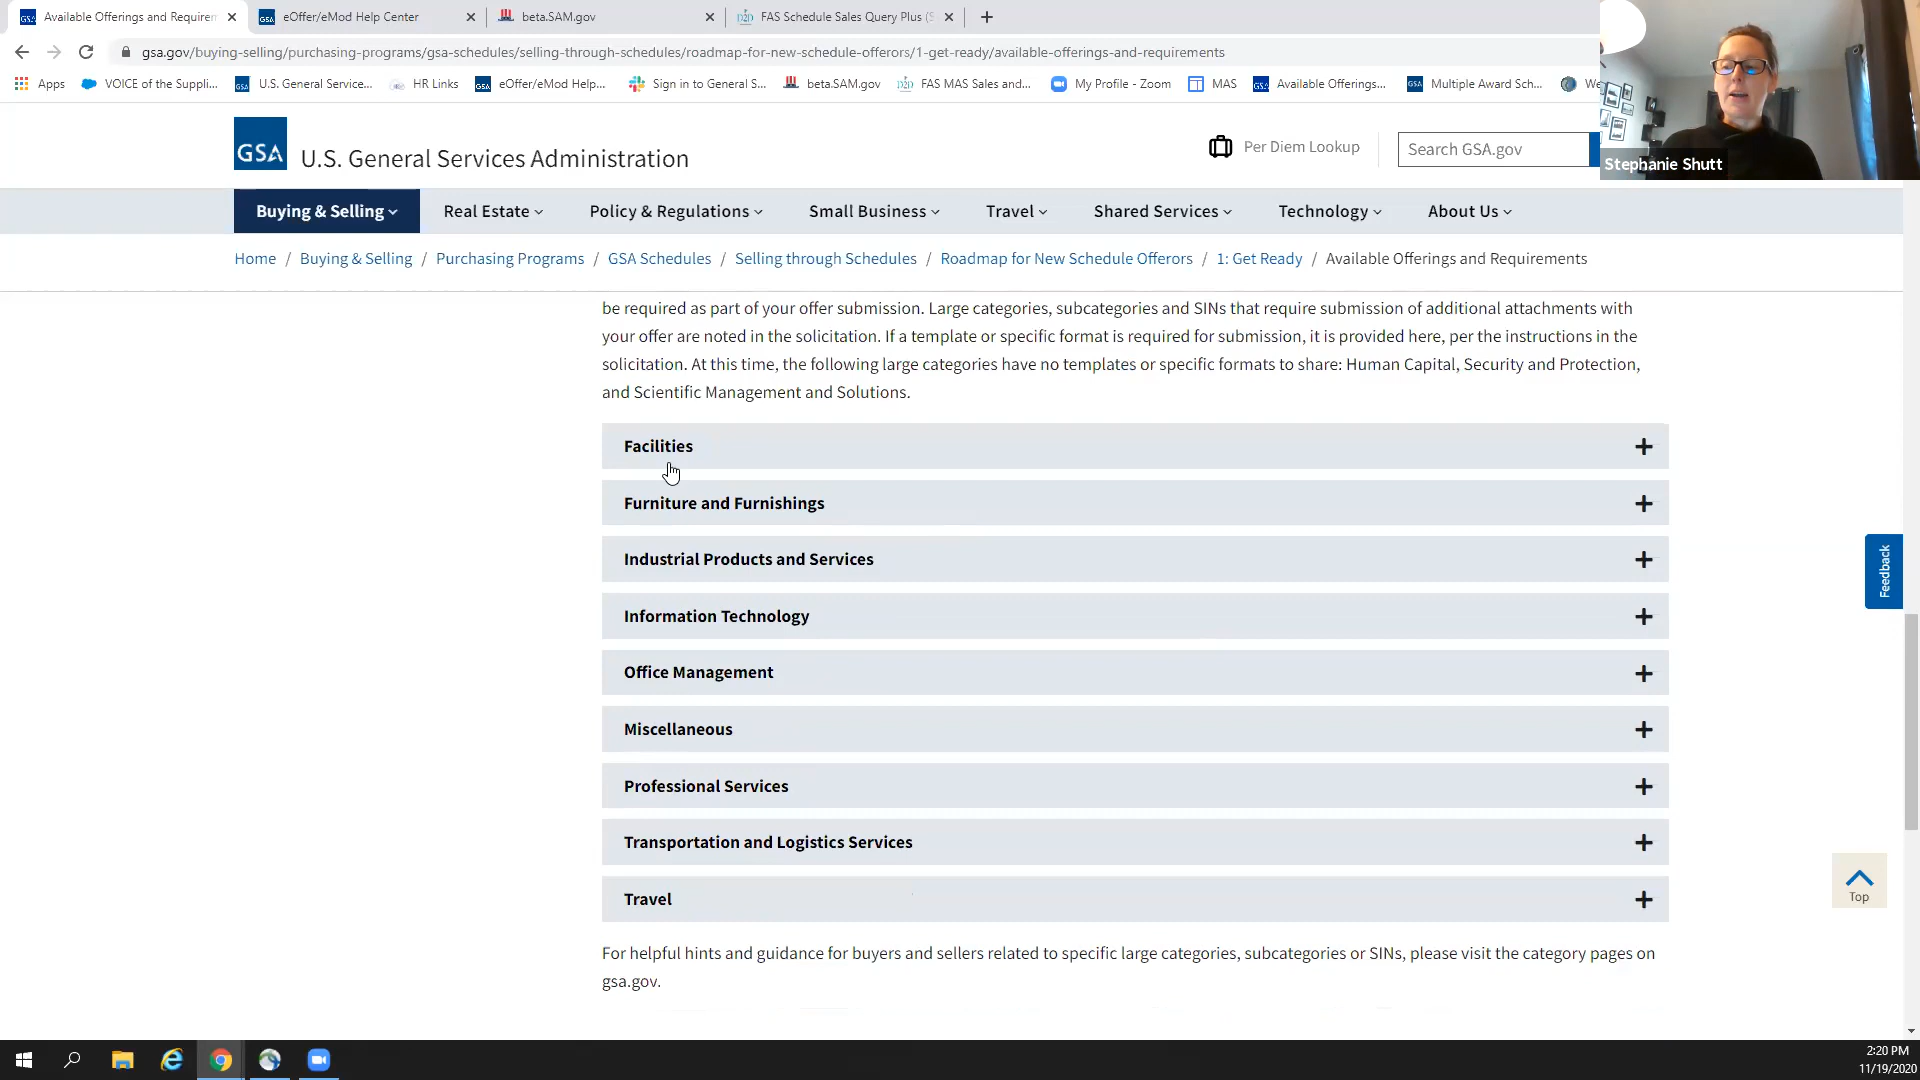 Available Offerings and Requirem
eOffer/eMod Help Center
beta.SAM.gov
FAS Schedule Sales Query Plus (S
gsa.gov/buying-selling/purchasing-programs/gsa-schedules/selling-through-schedules/roadmap-for-new-schedule-offerors/1-get-ready/available-offerings-and-requirements
Apps
VOICE of the Suppli...
U.S. General Service...
HR Links
eOffer/eMod Help...
Sign in to General S...
beta.SAM.gov
FAS MAS Sales and...
My Profile - Zoom
MAS
Available Offerings...
Multiple Award Sch...
We
Stephanie Shutt
GSA
U.S. General Services Administration
Per Diem Lookup
Search GSA.gov
Buying & Selling
Real Estate
Policy & Regulations
Small Business
Travel
Shared Services
Technology
About Us
Home / Buying & Selling / Purchasing Programs / GSA Schedules / Selling through Schedules / Roadmap for New Schedule Offerors / 1: Get Ready / Available Offerings and Requirements
be required as part of your offer submission. Large categories, subcategories and SINs that require submission of additional attachments with
your offer are noted in the solicitation. If a template or specific format is required for submission, it is provided here, per the instructions in the
solicitation. At this time, the following large categories have no templates or specific formats to share: Human Capital, Security and Protection,
and Scientific Management and Solutions.
Facilities
Furniture and Furnishings
Industrial Products and Services
Information Technology
Office Management
Miscellaneous
Professional Services
Transportation and Logistics Services
Travel
For helpful hints and guidance for buyers and sellers related to specific large categories, subcategories or SINs, please visit the category pages on
gsa.gov.
Feedback
Top
2:20 PM
11/19/2020